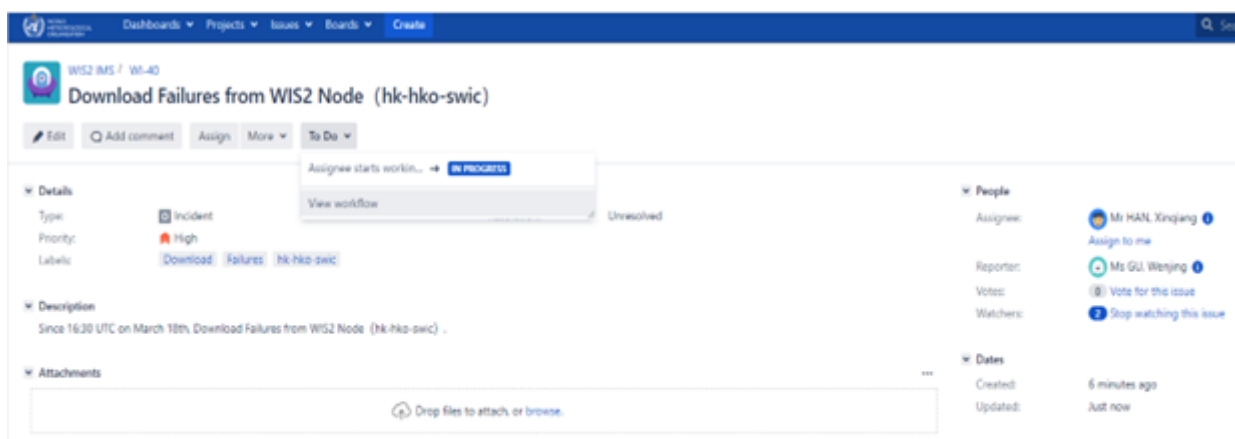 WORLD
METEOROLOGICAL
ORGANIZATION
Dashboards Projects Issues Boards Create
WIS2 IMS / WI-40
Download Failures from WIS2 Node (hk-hko-swic)
Edit Add comment Assign More To Do
Assignee starts workin... → IN PROGRESS
View workflow
Details
Type: Incident Unresolved
Priority: High
Labels: Download Failures hk-hko-swic
Description
Since 16:30 UTC on March 18th, Download Failures from WIS2 Node (hk-hko-swic) .
Attachments
Drop files to attach, or browse.
People
Assignee: Mr HAN, Xinqiang
Assign to me
Reporter: Ms GU, Wenjing
Votes: 0 Vote for this issue
Watchers: 2 Stop watching this issue
Dates
Created: 6 minutes ago
Updated: Just now